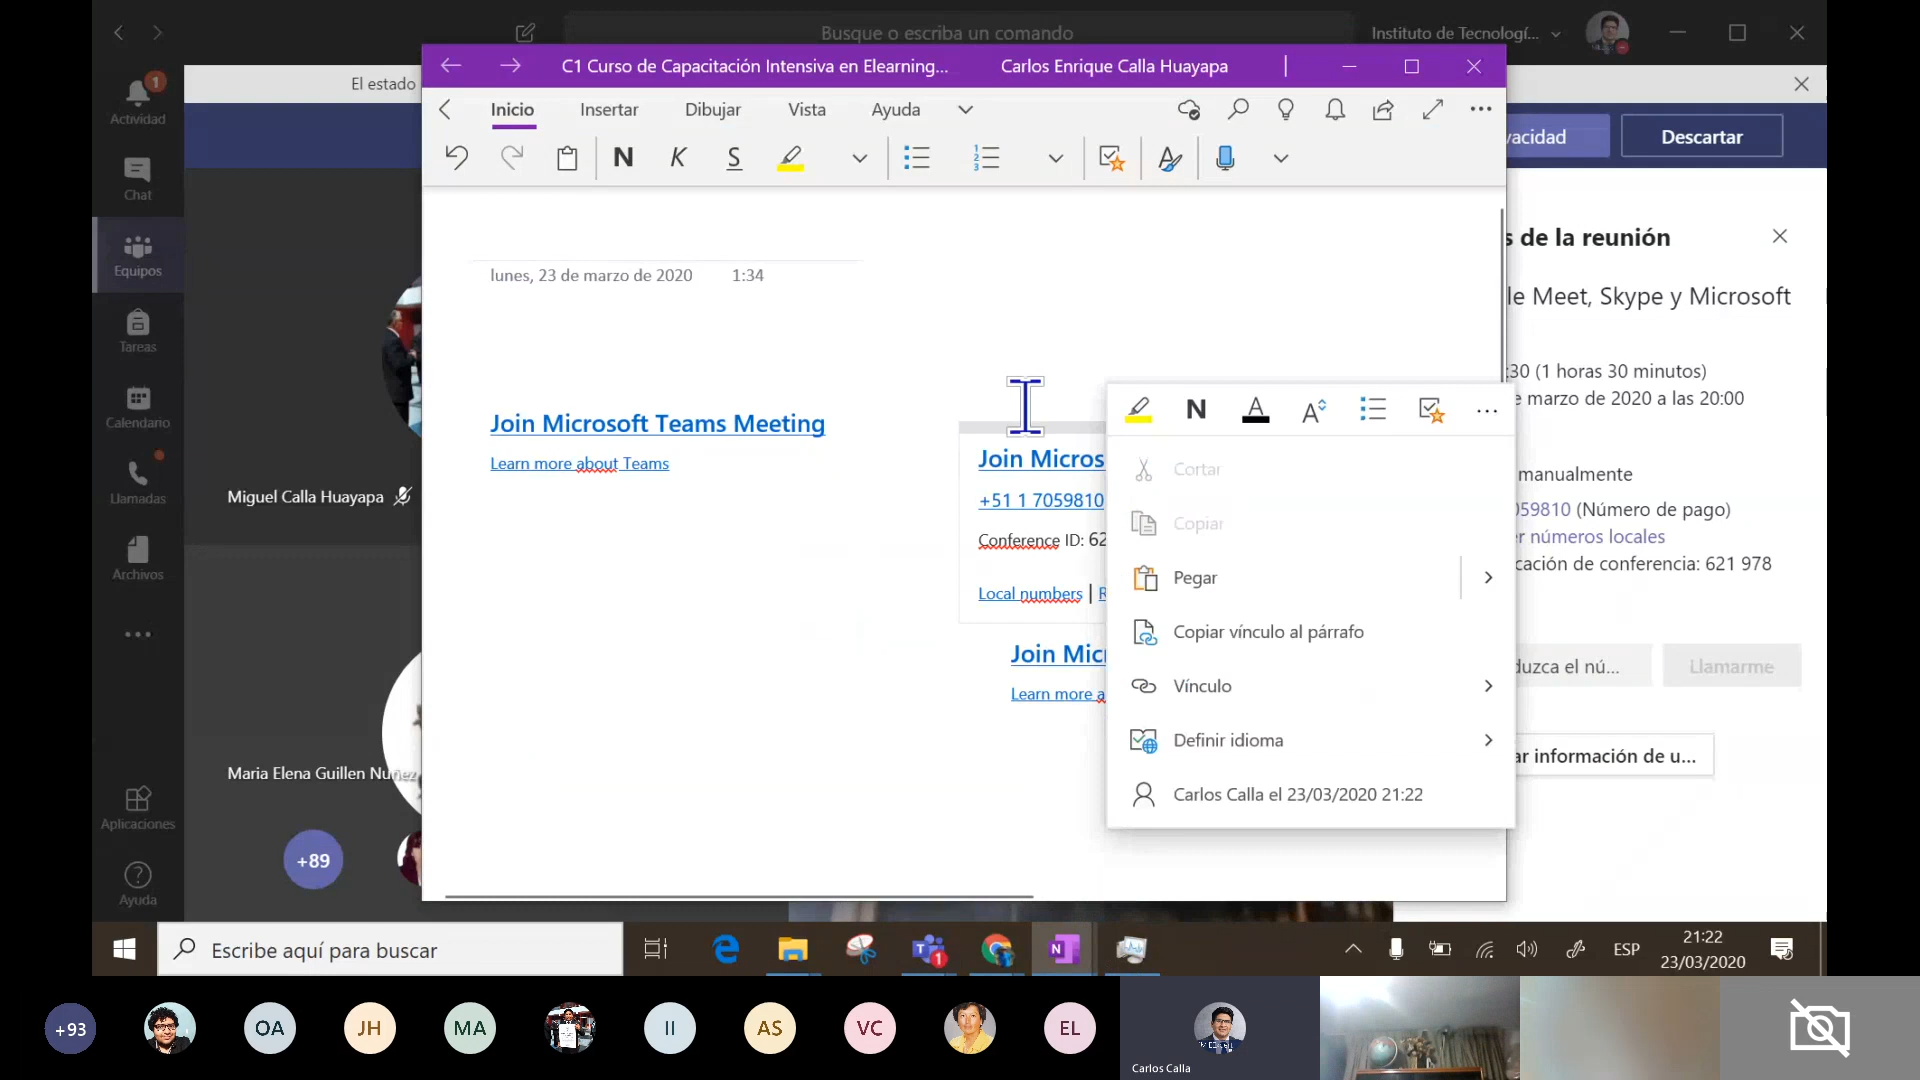 Busque o escriba un comando
Instituto de Tecnologí...
C1 Curso de Capacitación Intensiva en Elearning...
Carlos Enrique Calla Huayapa
El estado
Inicio
Insertar
Dibujar
Vista
Ayuda
N K S
vacidad
Descartar
1
Actividad
Chat
Equipos
Tareas
Calendario
Llamadas
Archivos
Aplicaciones
Ayuda
Miguel Calla Huayapa
Maria Elena Guillen Nuñez
+89
lunes, 23 de marzo de 2020 1:34
Join Microsoft Teams Meeting
Learn more about Teams
Join Micros
+51 1 7059810
Conference ID: 62
Local numbers | R
Join Micr
Learn more a
N A A
Cortar
Copiar
Pegar
Copiar vínculo al párrafo
Vínculo
Definir idioma
Carlos Calla el 23/03/2020 21:22
s de la reunión
le Meet, Skype y Microsoft
:30 (1 horas 30 minutos)
e marzo de 2020 a las 20:00
manualmente
059810 (Número de pago)
r números locales
cación de conferencia: 621 978
duzca el nú...
Llamarme
ar información de u...
Escribe aquí para buscar
ESP
21:22
23/03/2020
+93
OA
JH
MA
II
AS
VC
EL
Carlos Calla